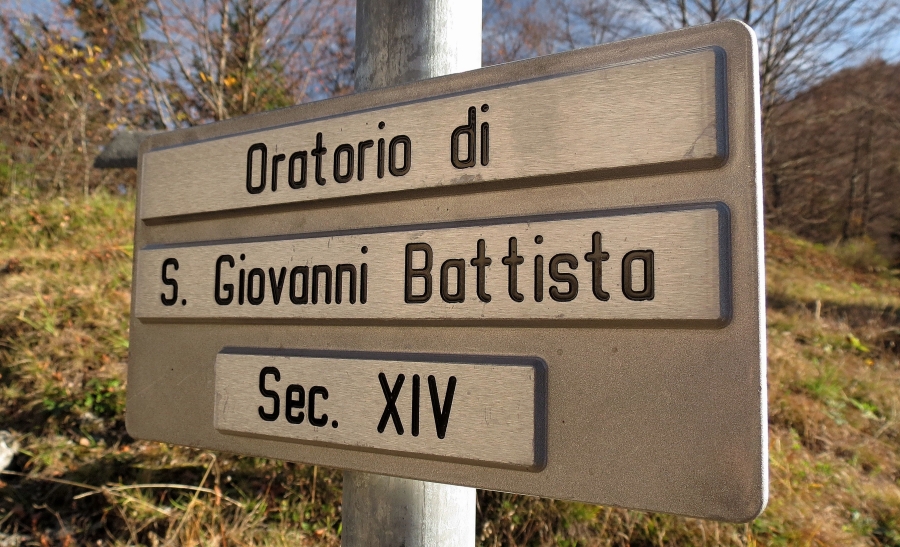 Oratorio di
S. Giovanni Battista
Sec. XIV